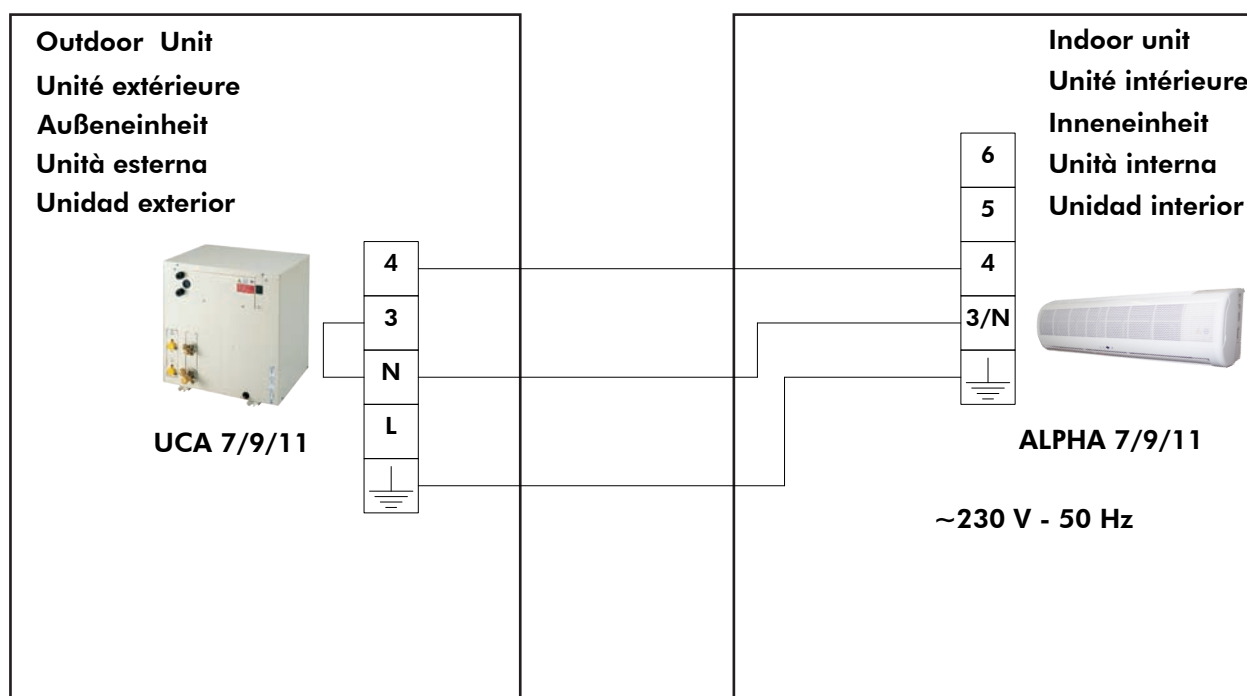 Outdoor Unit
Unité extérieure
Außeneinheit
Unità esterna
Unidad exterior
4
3
N
L
UCA 7/9/11
Indoor unit
Unité intérieure
Inneneinheit
Unità interna
Unidad interior
6
5
4
3/N
ALPHA 7/9/11
~230 V - 50 Hz